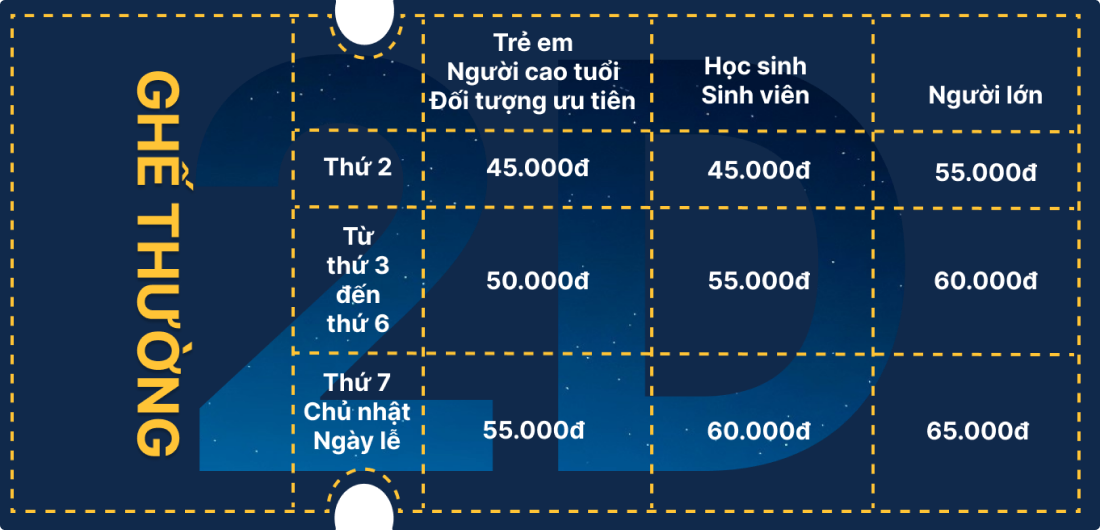 GHẾ THƯỜNG
2D
Trẻ em
Người cao tuổi
Đối tượng ưu tiên
Học sinh
Sinh viên
Người lớn
Thứ 2
45.000đ
45.000đ
55.000đ
Từ
thứ 3
đến
thứ 6
50.000đ
55.000đ
60.000đ
Thứ 7
Chủ nhật
Ngày lễ
55.000đ
60.000đ
65.000đ